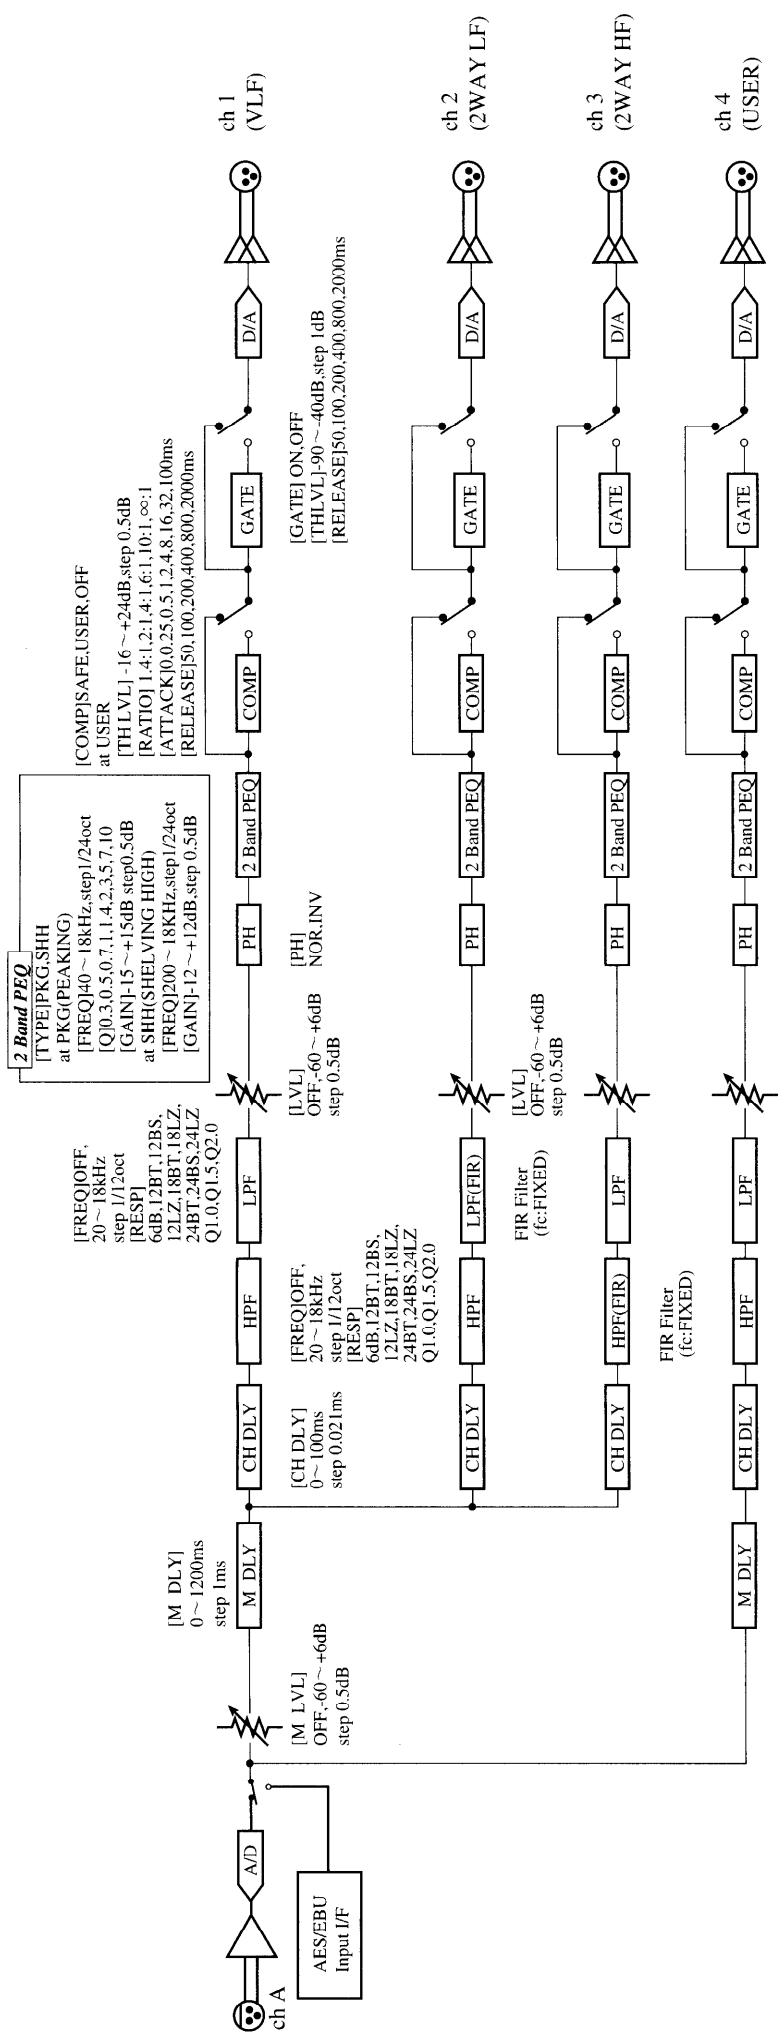 ch A
AES/EBU
Input I/F
A/D
[M LVL]
OFF,-60～+6dB
step 0.5dB
[M DLY]
0～1200ms
step 1ms
M DLY
M DLY
CH DLY
[CH DLY]
0～100ms
step 0.021ms
HPF
[FREQ]OFF,
20～18kHz
step 1/12oct
[RESP]
6dB,12BT,12BS,
12LZ,18BT,18LZ,
24BT,24BS,24LZ
Q1.0,Q1.5,Q2.0
[FREQ]OFF,
20～18kHz
step 1/12oct
[RESP]
6dB,12BT,12BS,
12LZ,18BT,18LZ,
24BT,24BS,24LZ
Q1.0,Q1.5,Q2.0
LPF
[LVL]
OFF,-60～+6dB
step 0.5dB
2 Band PEQ
[TYPE]PKG,SHH
at PKG(PEAKING)
[FREQ]40～18kHz,step1/24oct
[Q]0.3,0.5,0.7,1,1.4,2,3,5,7,10
[GAIN]-15～+15dB step0.5dB
at SHH(SHELVING HIGH)
[FREQ]200～18KHz,step1/24oct
[GAIN]-12～+12dB,step 0.5dB
PH
[PH]
NOR.INV
2 Band PEQ
[COMP]SAFE,USER,OFF
at USER
[TH LVL] -16～+24dB,step 0.5dB
[RATIO] 1.4:1,2:1,4:1,6:1,10:1,∞:1
[ATTACK]0,0.25,0.5,1,2,4,8,16,32,100ms
[RELEASE]50,100,200,400,800,2000ms
COMP
GATE
[GATE] ON,OFF
[THLVL]-90～-40dB,step 1dB
[RELEASE]50,100,200,400,800,2000ms
D/A
ch 1
(VLF)
CH DLY
HPF
LPF(FIR)
FIR Filter
(fc:FIXED)
[LVL]
OFF,-60～+6dB
step 0.5dB
PH
2 Band PEQ
COMP
GATE
D/A
ch 2
(2WAY LF)
CH DLY
HPF(FIR)
FIR Filter
(fc:FIXED)
LPF
PH
2 Band PEQ
COMP
GATE
D/A
ch 3
(2WAY HF)
CH DLY
HPF
LPF
PH
2 Band PEQ
COMP
GATE
D/A
ch 4
(USER)